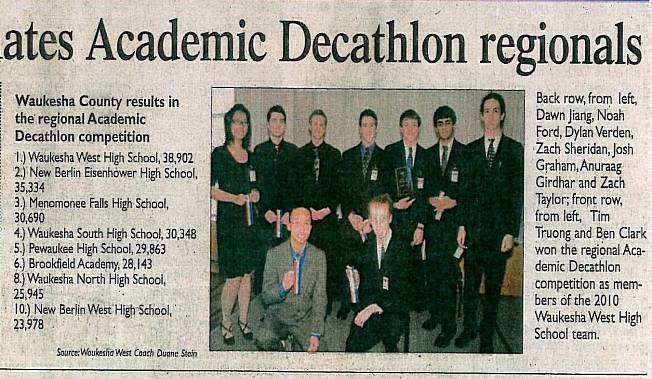 ates Academic Decathlon regionals
Waukesha County results in
the regional Academic
Decathlon competition
1.) Waukesha West High School, 38,902
2.) New Berlin Eisenhower High School,
35,334
3.) Menomonee Falls High School,
30,690
4.) Waukesha South High School, 30,348
5.) Pewaukee High School, 29,863
6.) Brookfield Academy, 28,143
8.) Waukesha North High School,
25,945
10.) New Berlin West High School,
23,978
Source: Waukesha West Coach Duane Stein
Back row, from left,
Dawn Jiang, Noah
Ford, Dylan Verden,
Zach Sheridan, Josh
Graham, Anuraag
Girdhar and Zach
Taylor; front row,
from left, Tim
Truong and Ben Clark
won the regional Aca-
demic Decathlon
competition as mem-
bers of the 2010
Waukesha West High
School team.